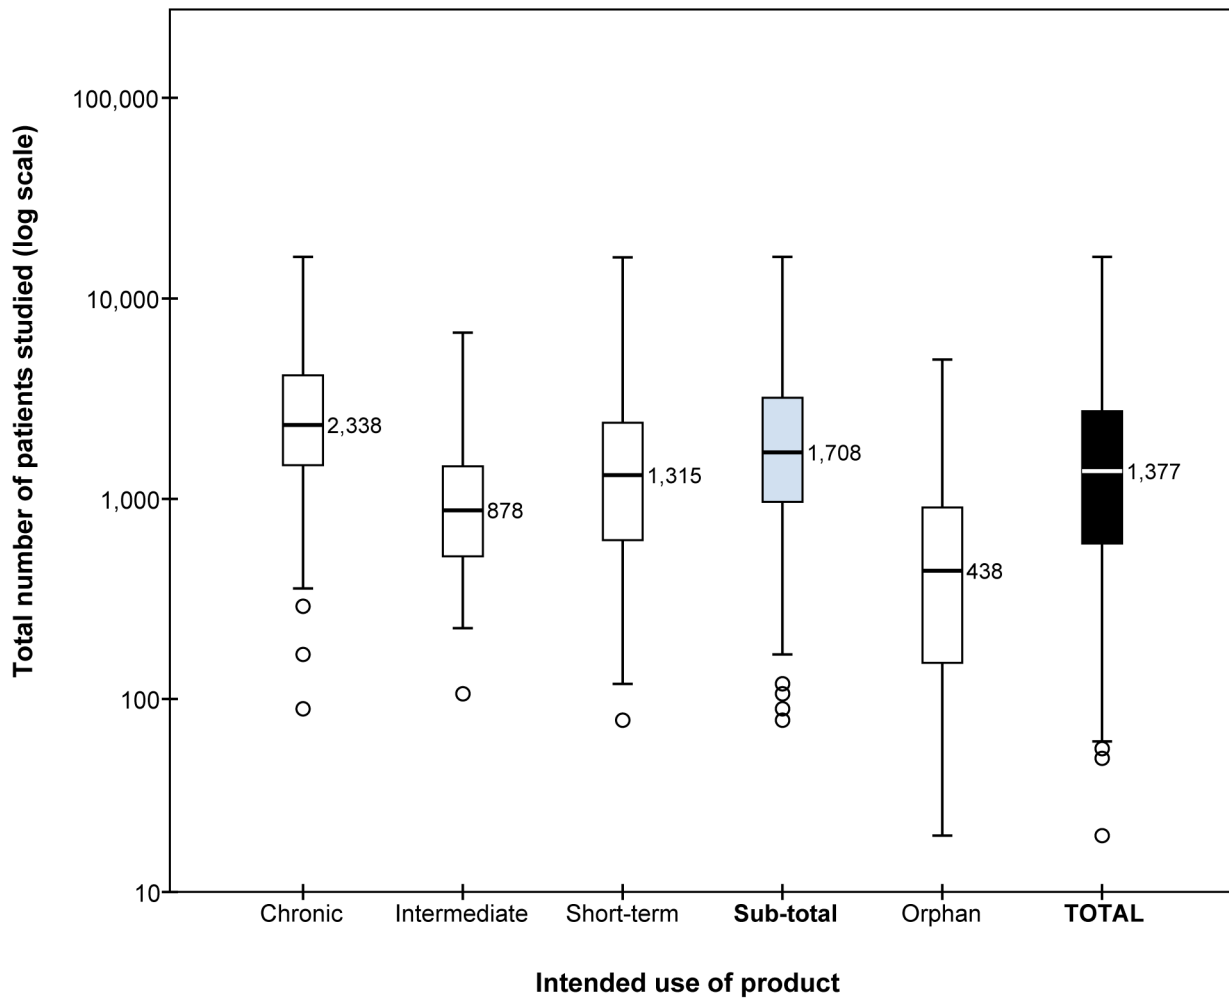 Total number of patients studied (log scale)
100,000
10,000
1,000
100
10
2,338
878
1,315
1,708
438
1,377
Chronic
Intermediate
Short-term
Sub-total
Orphan
TOTAL
Intended use of product